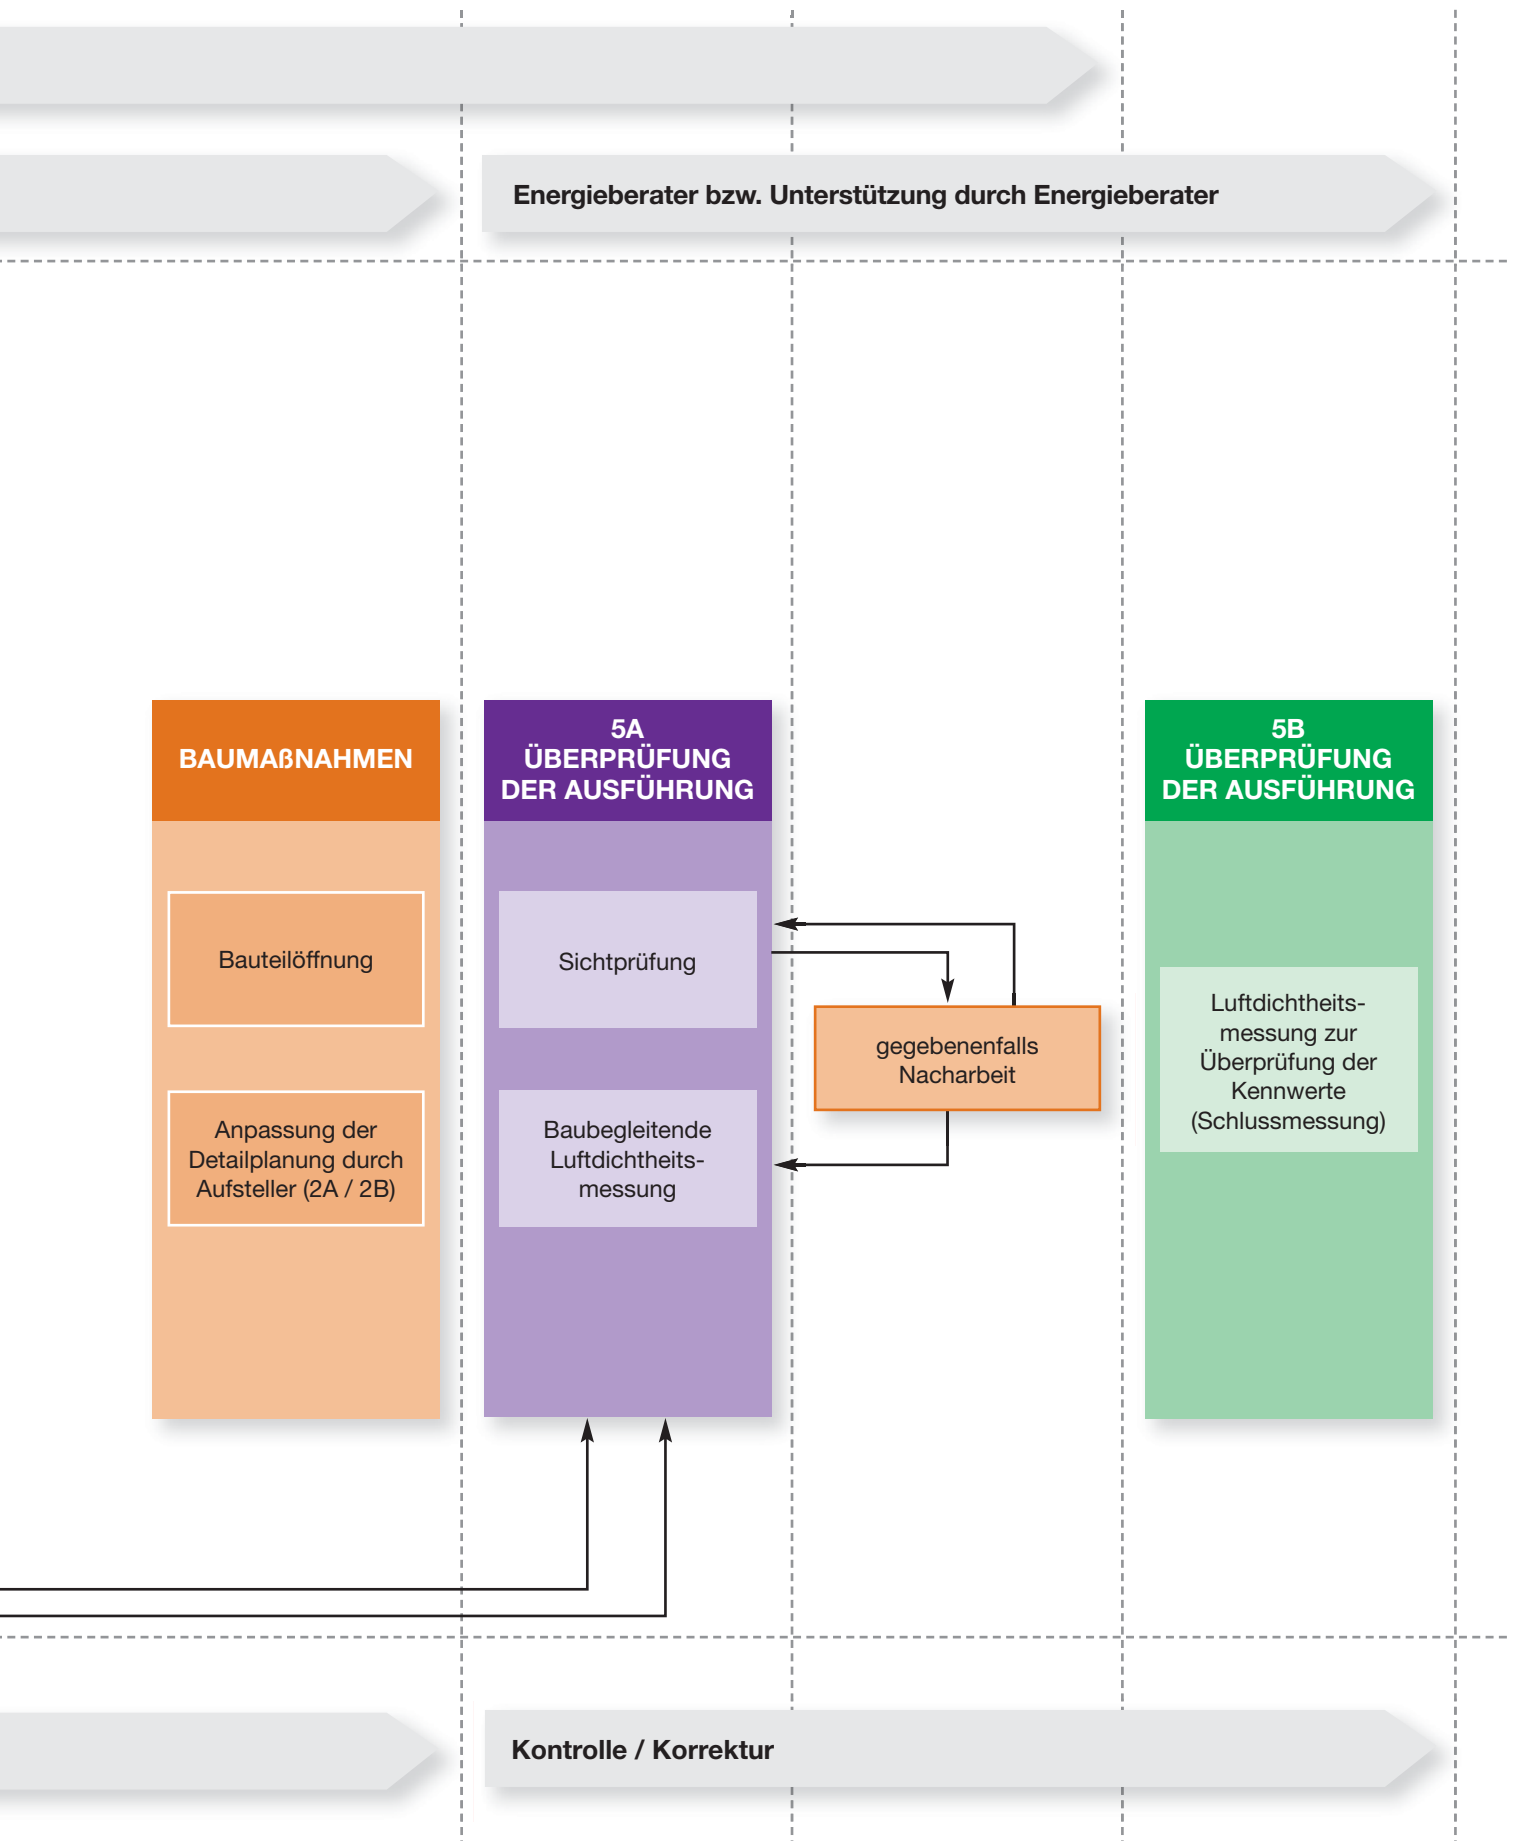 Energieberater bzw. Unterstützung durch Energieberater
BAUMAßNAHMEN
Bauteilöffnung
Anpassung der
Detailplanung durch
Aufsteller (2A / 2B)
5A
ÜBERPRÜFUNG
DER AUSFÜHRUNG
Sichtprüfung
Baubegleitende
Luftdichtheits-
messung
gegebenenfalls
Nacharbeit
5B
ÜBERPRÜFUNG
DER AUSFÜHRUNG
Luftdichtheits-
messung zur
Überprüfung der
Kennwerte
(Schlussmessung)
Kontrolle / Korrektur